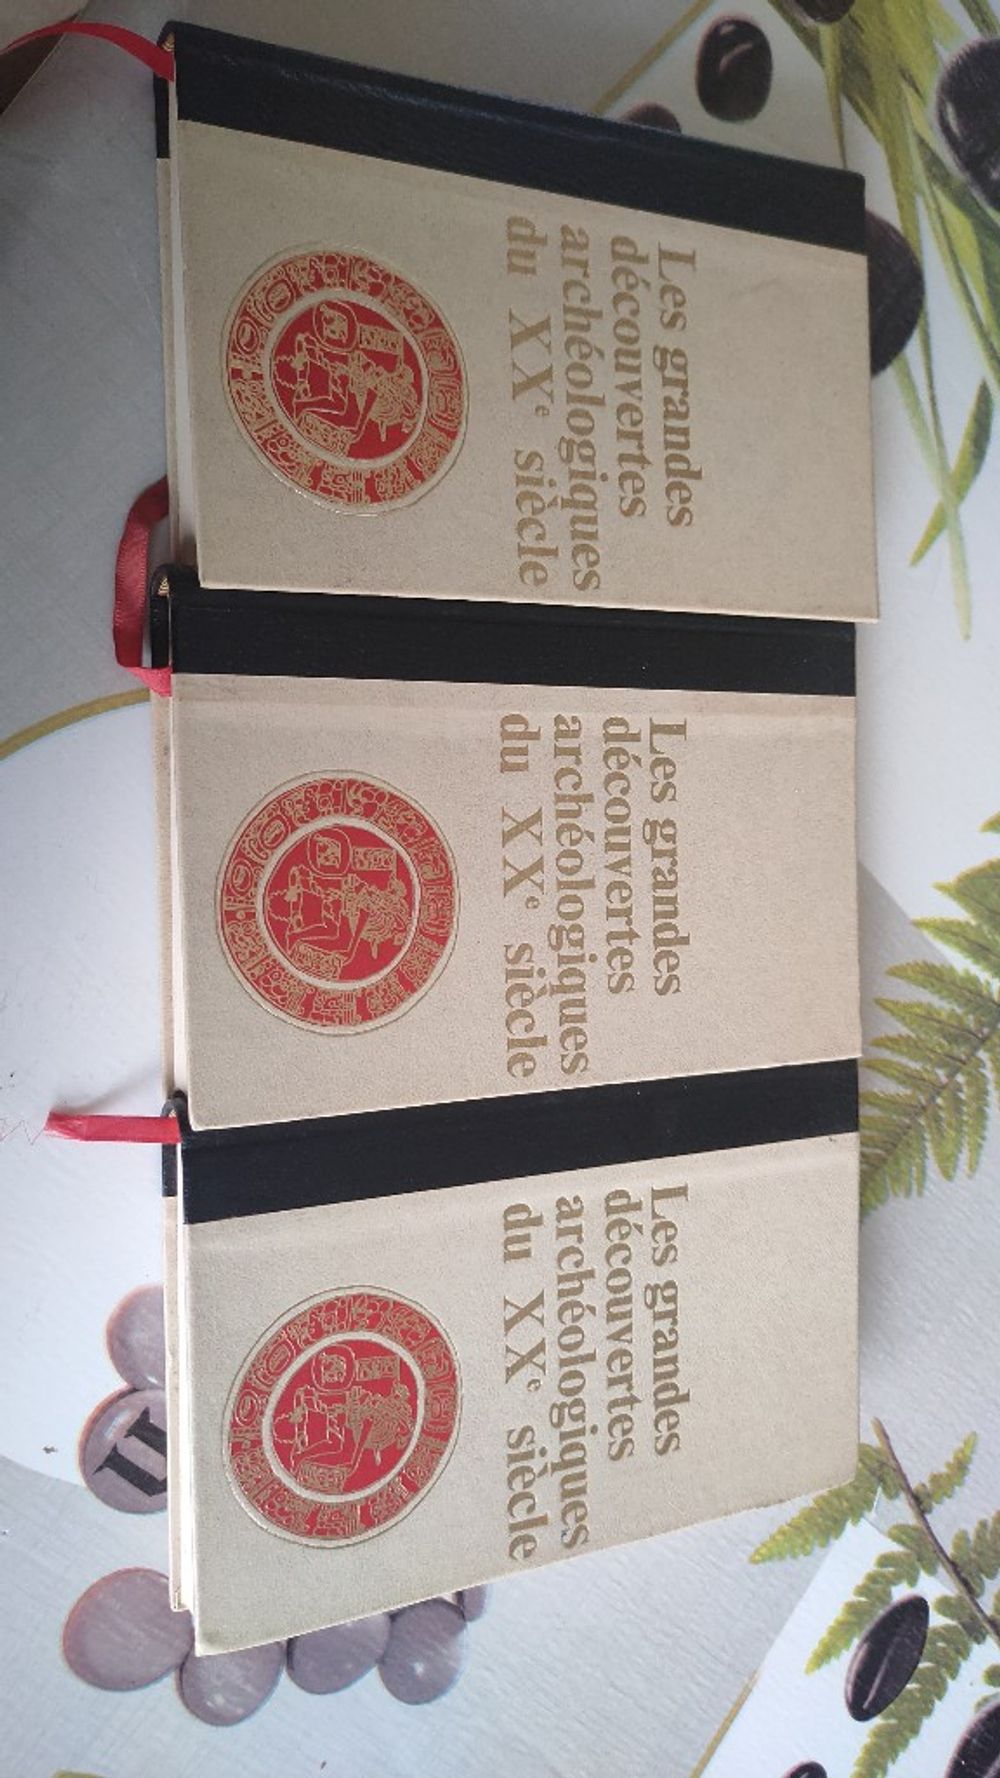 Les grandes
découvertes
archéologiques
du XXe siècle
Les grandes
découvertes
archéologiques
du XXe siècle
Les grandes
découvertes
archéologiques
du XXe siècle